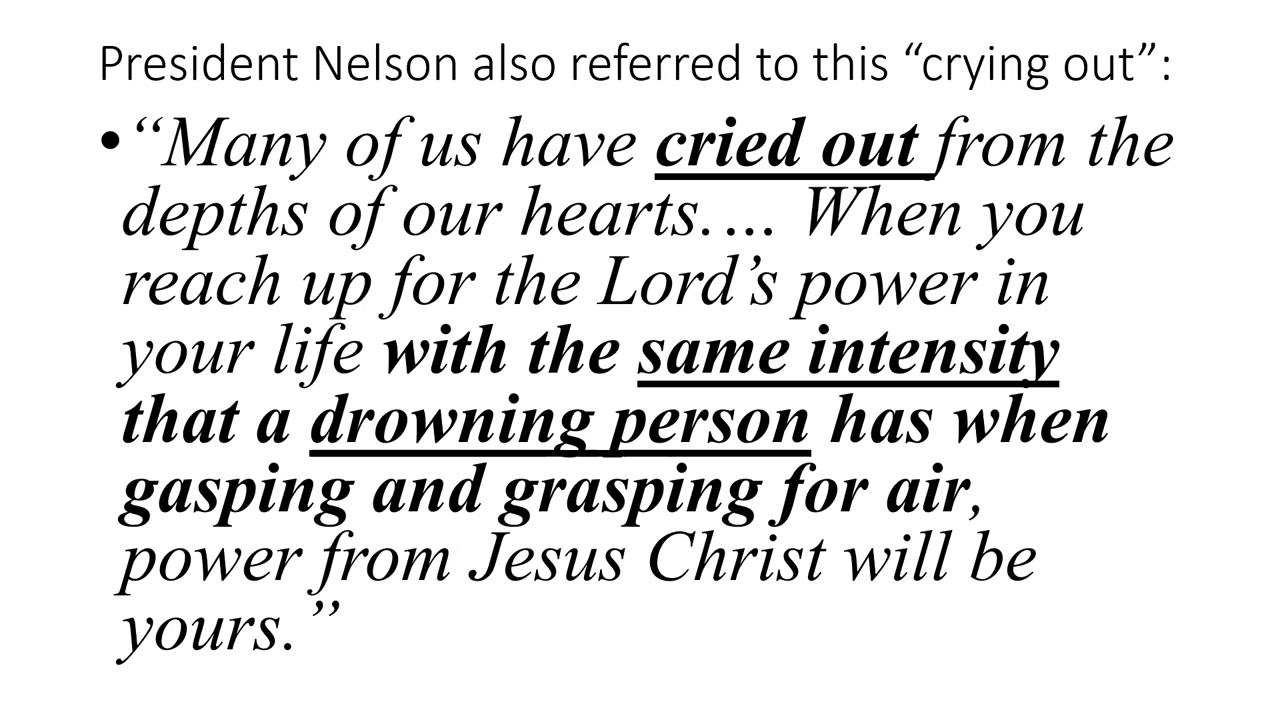 President Nelson also referred to this “crying out”:
•“Many of us have cried out from the
depths of our hearts.… When you
reach up for the Lord’s power in
your life with the same intensity
that a drowning person has when
gasping and grasping for air,
power from Jesus Christ will be
yours.”